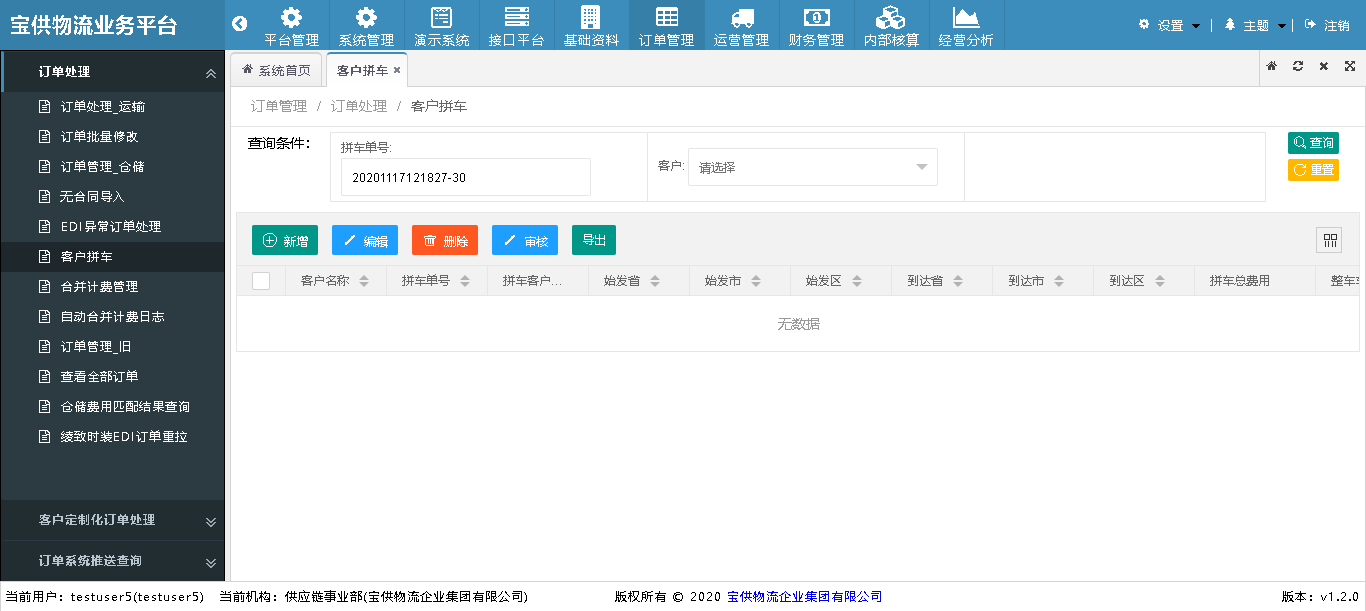 宝供物流业务平台
平台管理 系统管理 演示系统 接口平台 基础资料 订单管理 运营管理 财务管理 内部核算 经营分析
设置 主题 注销
订单处理
订单处理_运输
订单批量修改
订单管理_仓储
无合同导入
EDI异常订单处理
客户拼车
合并计费管理
自动合并计费日志
订单管理_旧
查看全部订单
仓储费用匹配结果查询
绫致时装EDI订单重拉
客户定制化订单处理
订单系统推送查询
系统首页 客户拼车
订单管理 / 订单处理 / 客户拼车
查询条件：
拼车单号:
20201117121827-30
客户: 请选择
查询
重置
新增 编辑 删除 审核 导出
客户名称 拼车单号 拼车客户... 始发省 始发市 始发区 到达省 到达市 到达区 拼车总费用 整车
无数据
当前用户：testuser5(testuser5) 当前机构：供应链事业部(宝供物流企业集团有限公司) 版权所有 © 2020 宝供物流企业集团有限公司 版本：v1.2.0